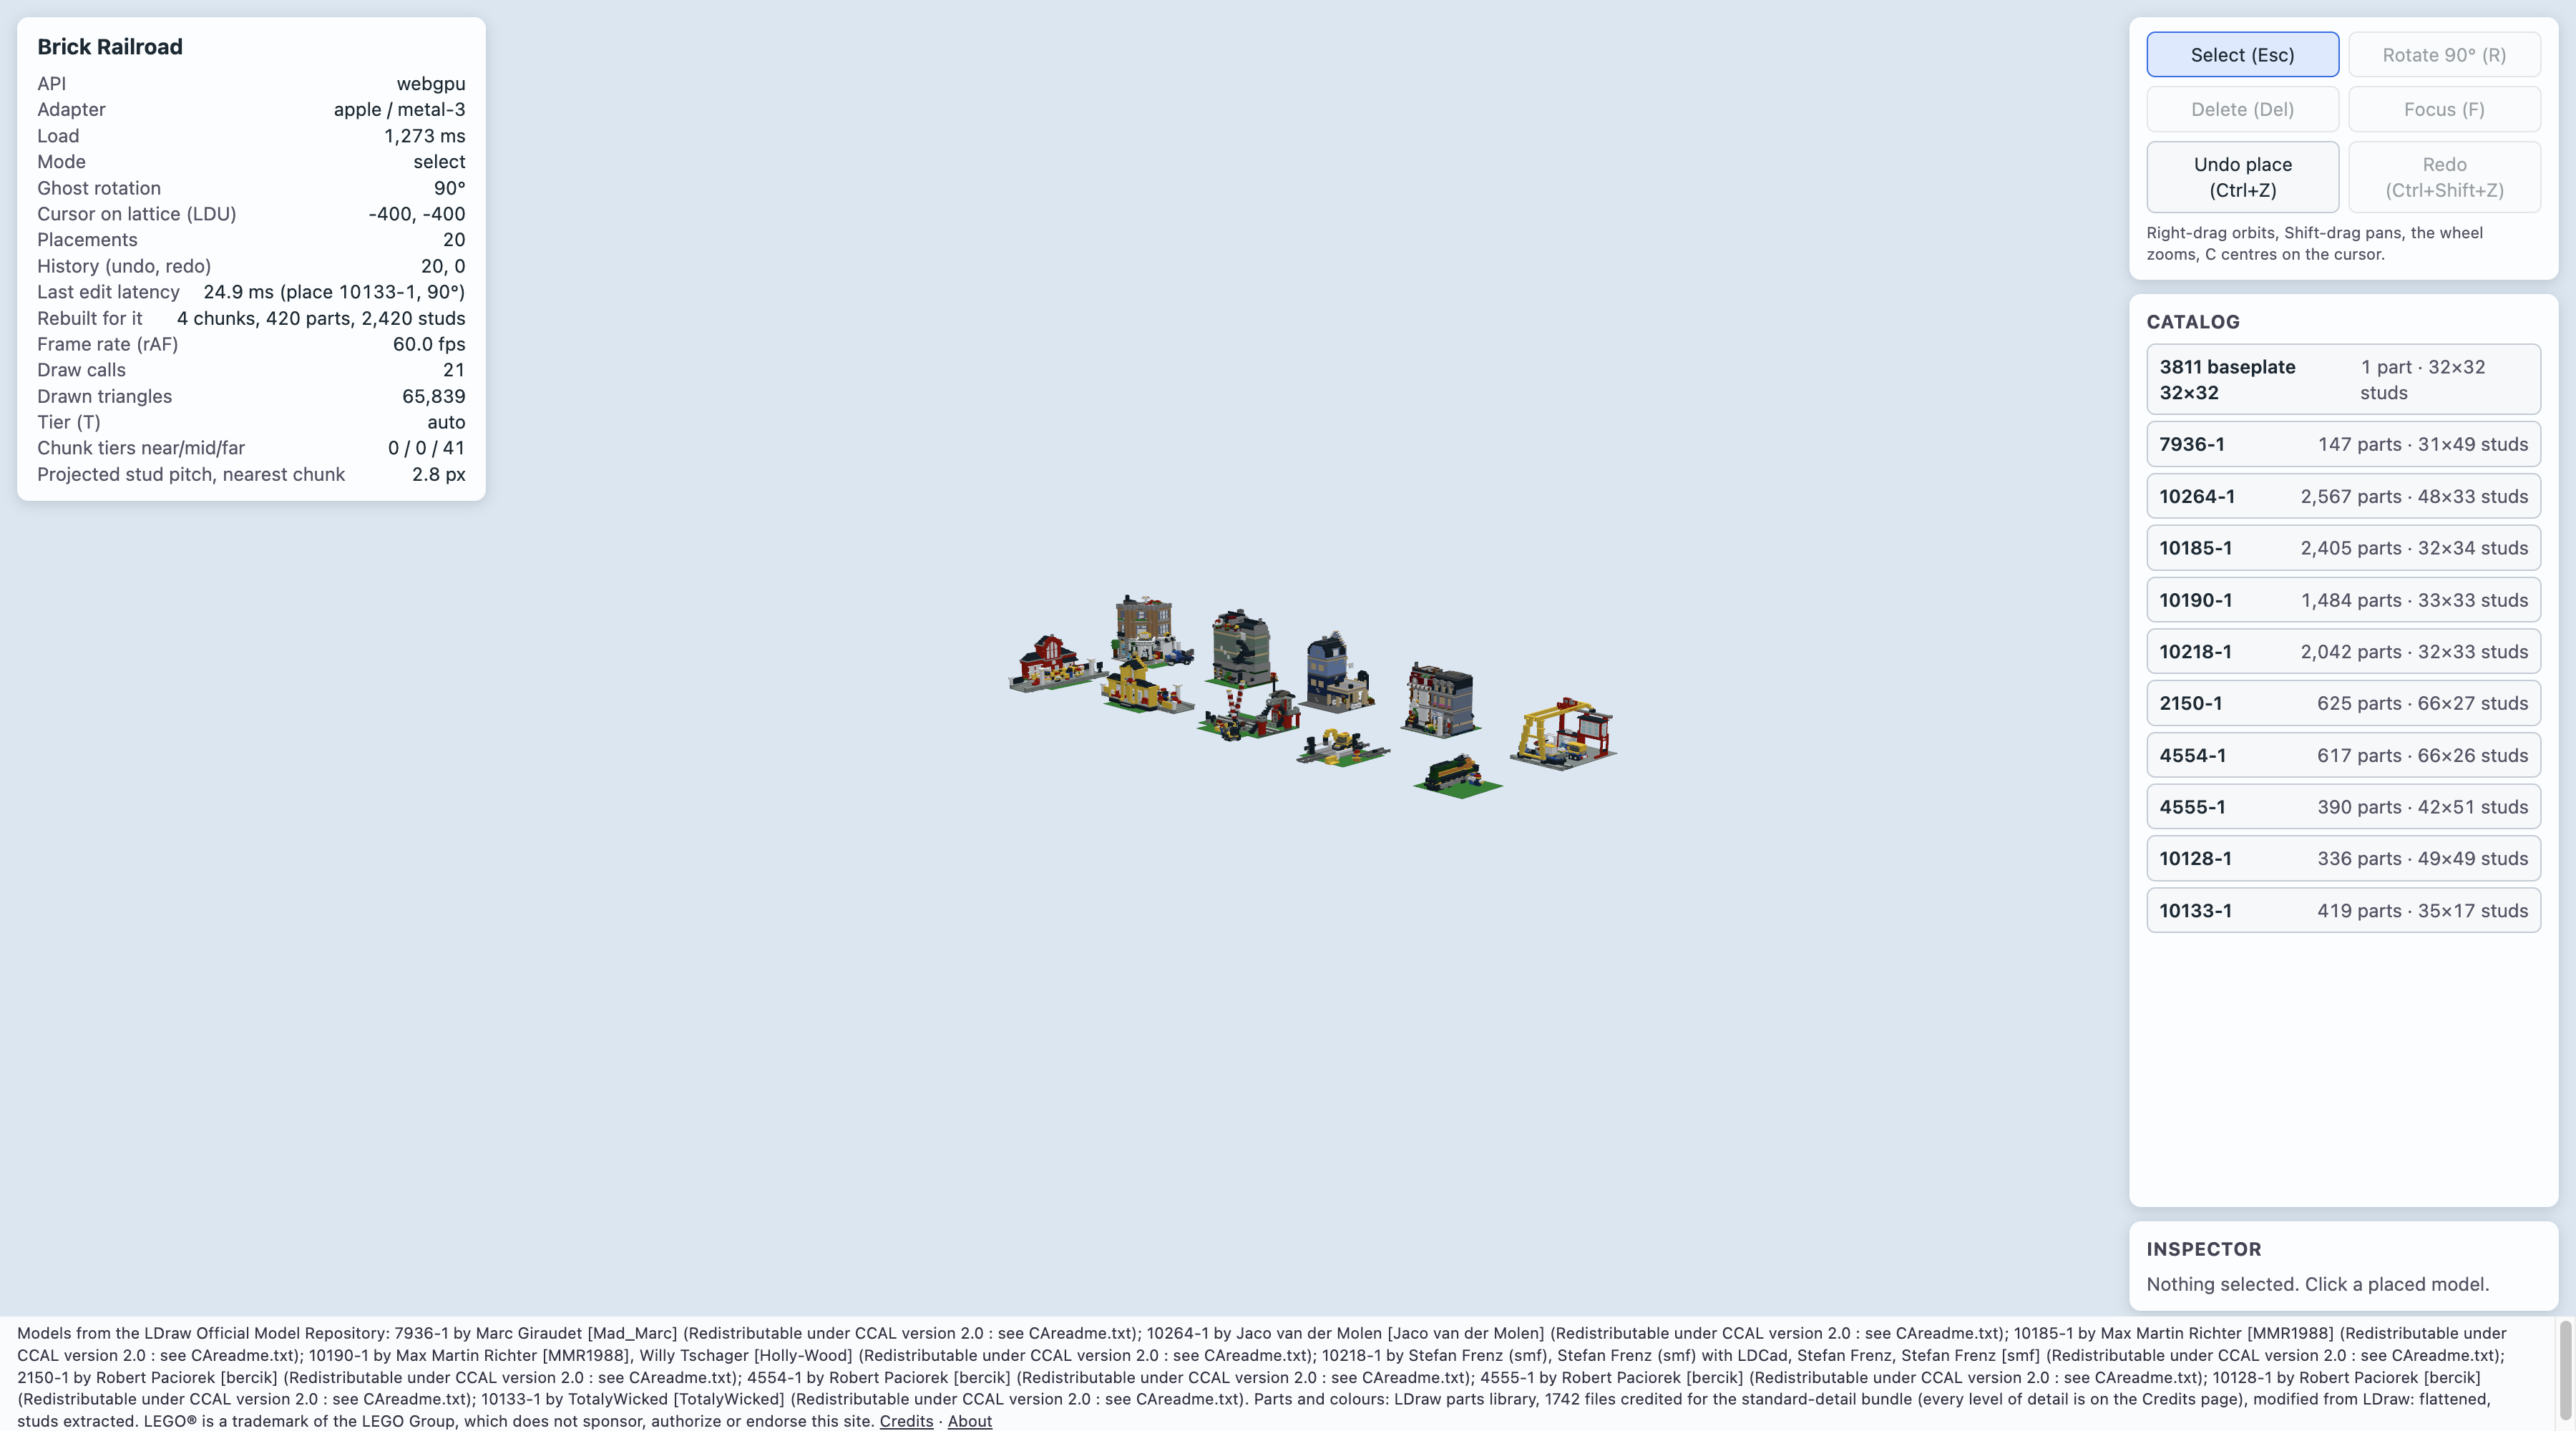 Brick Railroad
API webgpu
Adapter apple / metal-3
Load 1,273 ms
Mode select
Ghost rotation 90°
Cursor on lattice (LDU) -400, -400
Placements 20
History (undo, redo) 20, 0
Last edit latency 24.9 ms (place 10133-1, 90°)
Rebuilt for it 4 chunks, 420 parts, 2,420 studs
Frame rate (rAF) 60.0 fps
Draw calls 21
Drawn triangles 65,839
Tier (T) auto
Chunk tiers near/mid/far 0 / 0 / 41
Projected stud pitch, nearest chunk 2.8 px
Select (Esc) Rotate 90° (R)
Delete (Del) Focus (F)
Undo place
(Ctrl+Z)
Redo
(Ctrl+Shift+Z)
Right-drag orbits, Shift-drag pans, the wheel
zooms, C centres on the cursor.
CATALOG
3811 baseplate
32×32
1 part · 32×32
studs
7936-1 147 parts · 31×49 studs
10264-1 2,567 parts · 48×33 studs
10185-1 2,405 parts · 32×34 studs
10190-1 1,484 parts · 33×33 studs
10218-1 2,042 parts · 32×33 studs
2150-1 625 parts · 66×27 studs
4554-1 617 parts · 66×26 studs
4555-1 390 parts · 42×51 studs
10128-1 336 parts · 49×49 studs
10133-1 419 parts · 35×17 studs
INSPECTOR
Nothing selected. Click a placed model.
Models from the LDraw Official Model Repository: 7936-1 by Marc Giraudet [Mad_Marc] (Redistributable under CCAL version 2.0 : see CAreadme.txt); 10264-1 by Jaco van der Molen [Jaco van der Molen] (Redistributable under CCAL version 2.0 : see CAreadme.txt); 10185-1 by Max Martin Richter [MMR1988] (Redistributable under
CCAL version 2.0 : see CAreadme.txt); 10190-1 by Max Martin Richter [MMR1988], Willy Tschager [Holly-Wood] (Redistributable under CCAL version 2.0 : see CAreadme.txt); 10218-1 by Stefan Frenz (smf), Stefan Frenz (smf) with LDCad, Stefan Frenz, Stefan Frenz [smf] (Redistributable under CCAL version 2.0 : see CAreadme.txt);
2150-1 by Robert Paciorek [bercik] (Redistributable under CCAL version 2.0 : see CAreadme.txt); 4554-1 by Robert Paciorek [bercik] (Redistributable under CCAL version 2.0 : see CAreadme.txt); 4555-1 by Robert Paciorek [bercik] (Redistributable under CCAL version 2.0 : see CAreadme.txt); 10128-1 by Robert Paciorek [bercik]
(Redistributable under CCAL version 2.0 : see CAreadme.txt); 10133-1 by TotalyWicked [TotalyWicked] (Redistributable under CCAL version 2.0 : see CAreadme.txt). Parts and colours: LDraw parts library, 1742 files credited for the standard-detail bundle (every level of detail is on the Credits page), modified from LDraw: flattened,
studs extracted. LEGO® is a trademark of the LEGO Group, which does not sponsor, authorize or endorse this site. Credits · About